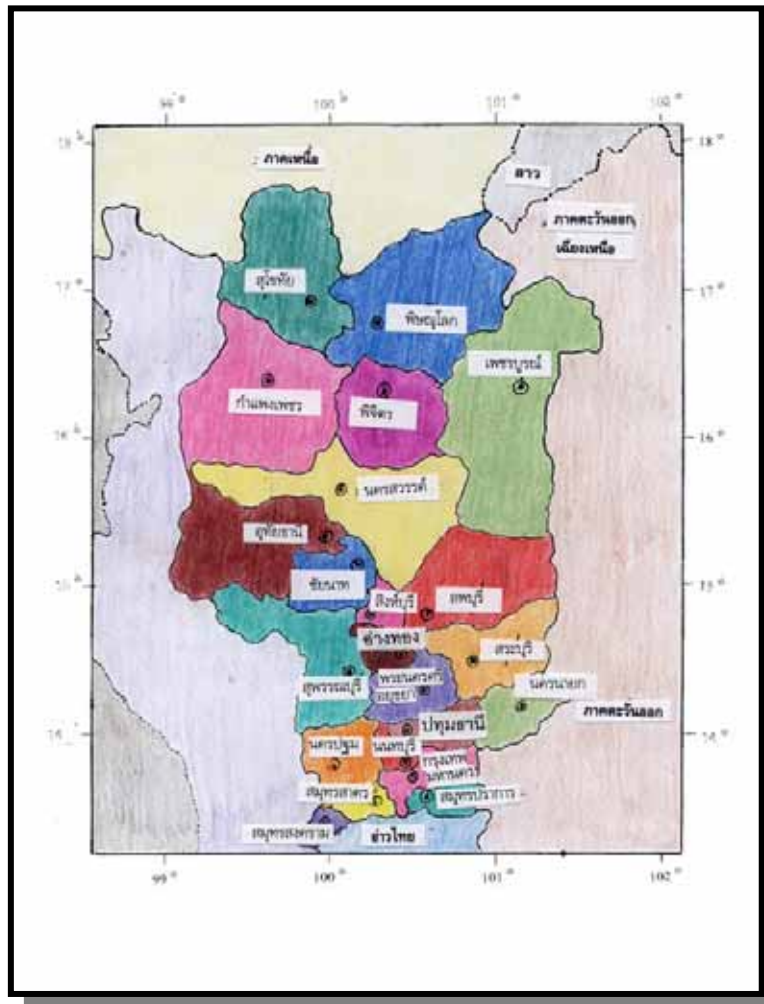 99° 100° 101° 102°
18° 18°
ภาคเหนือ
ลาว
ภาคตะวันออก
เฉียงเหนือ
17° 17°
สุโขทัย
พิษณุโลก
เพชรบูรณ์
กำแพงเพชร
พิจิตร
16° 16°
นครสวรรค์
อุทัยธานี
ชัยนาท
15° 15°
สิงห์บุรี
ลพบุรี
อ่างทอง
สระบุรี
สุพรรณบุรี
พระนครศรี
อยุธยา
นครนายก
ภาคตะวันออก
ปทุมธานี
14° 14°
นครปฐม
นนทบุรี
กรุงเทพ
มหานคร
สมุทรสาคร
สมุทรปราการ
สมุทรสงคราม
อ่าวไทย
99° 100° 101° 102°